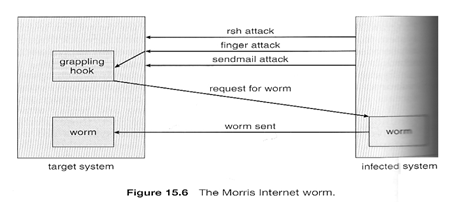 rsh attack
finger attack
sendmail attack
grappling
hook
request for worm
worm
worm sent
worm
target system
infected system
Figure 15.6 The Morris Internet worm.